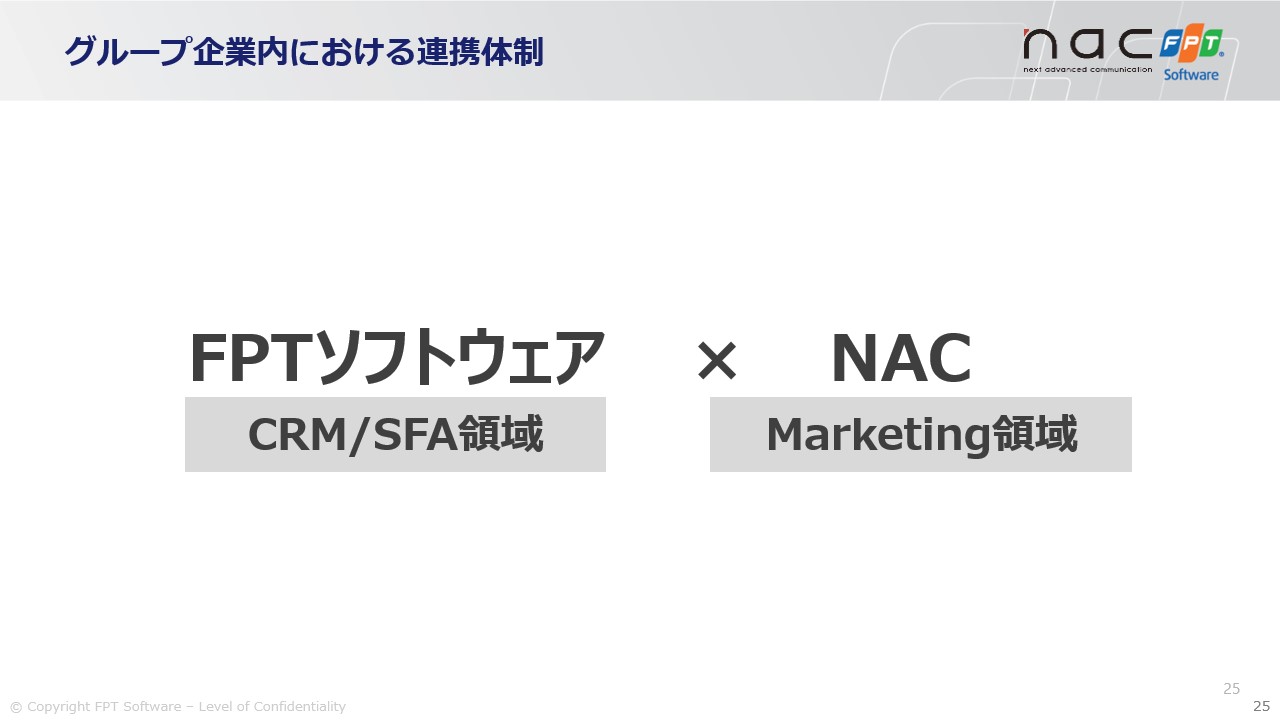 グループ企業内における連携体制
nac
next advanced communication
FPT
Software
FPTソフトウェア × NAC
CRM/SFA領域 Marketing領域
25
© Copyright FPT Software – Level of Confidentiality
25